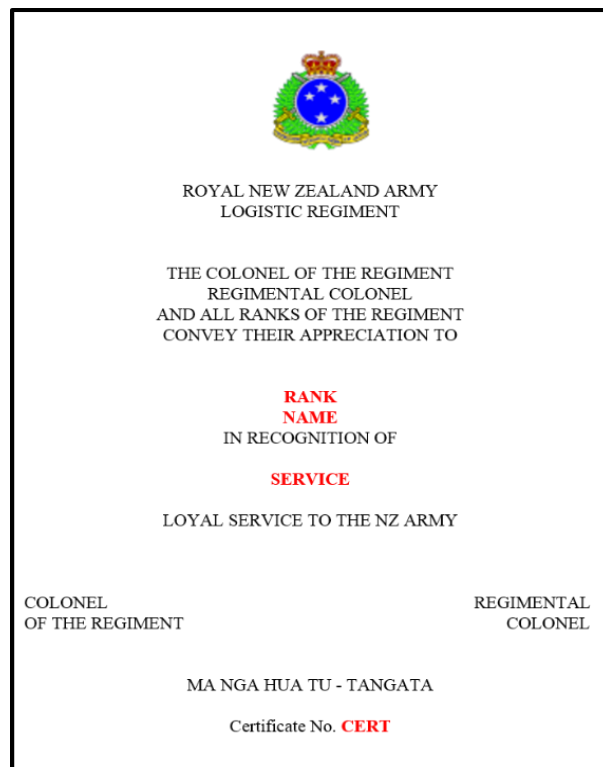 ROYAL NEW ZEALAND ARMY
LOGISTIC REGIMENT
THE COLONEL OF THE REGIMENT
REGIMENTAL COLONEL
AND ALL RANKS OF THE REGIMENT
CONVEY THEIR APPRECIATION TO
RANK
NAME
IN RECOGNITION OF
SERVICE
LOYAL SERVICE TO THE NZ ARMY
COLONEL
OF THE REGIMENT
REGIMENTAL
COLONEL
MA NGA HUA TU - TANGATA
Certificate No. CERT